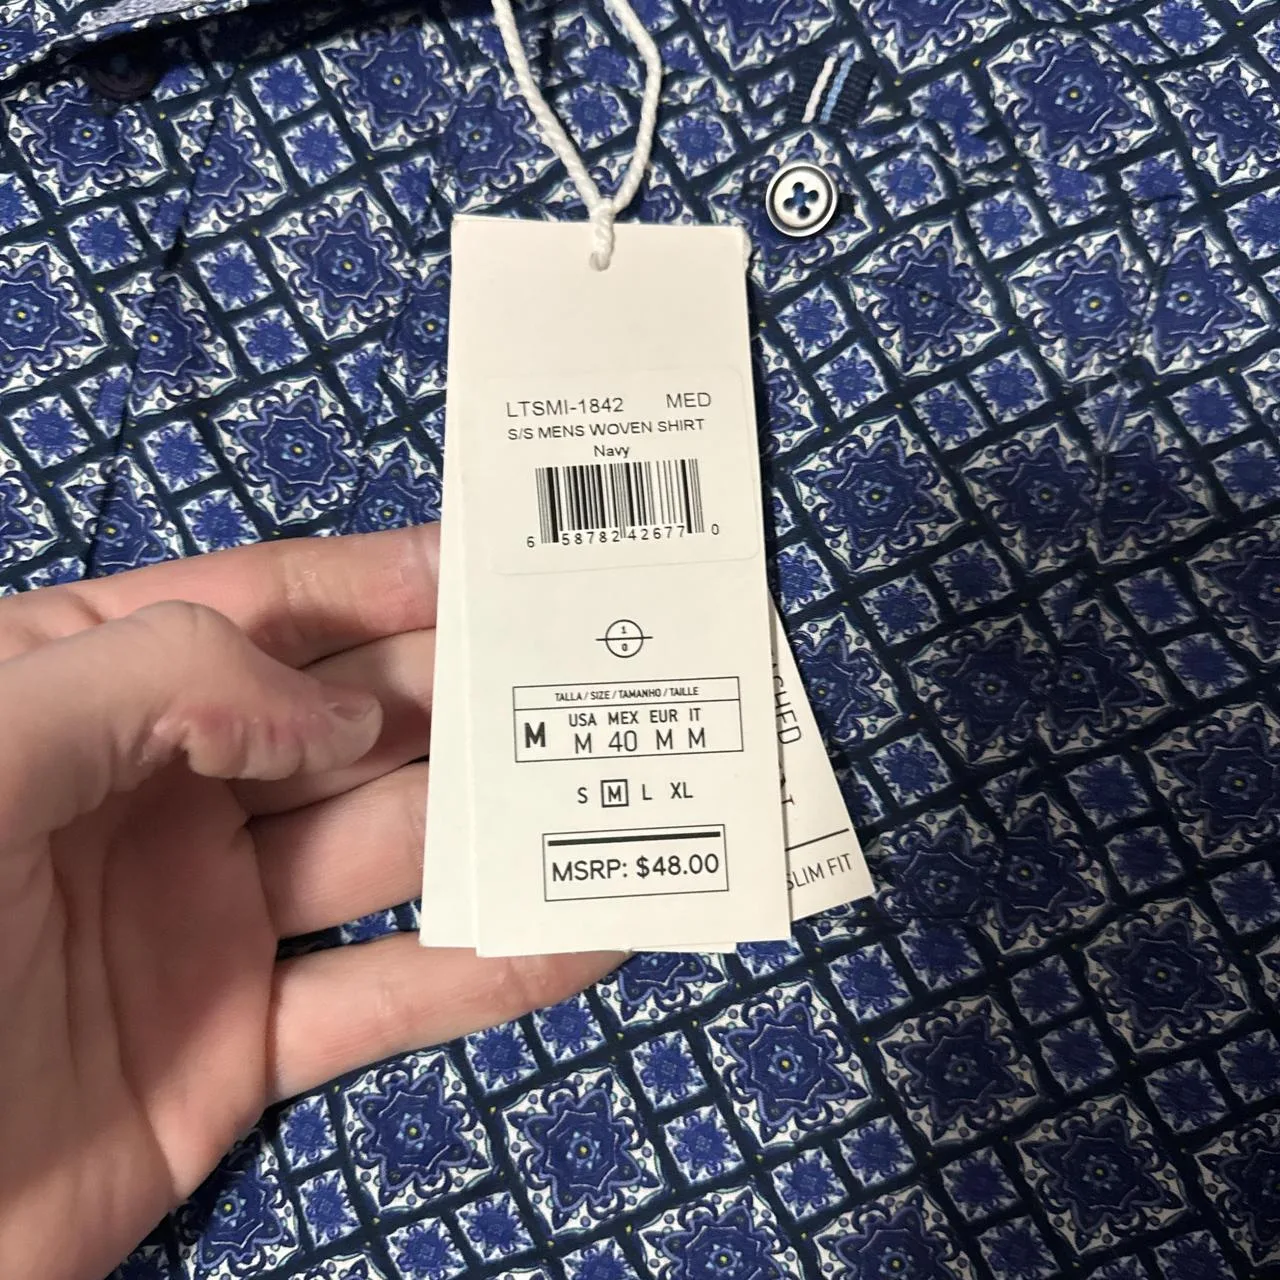 LTSMI-1842 MED
S/S MENS WOVEN SHIRT
Navy
6 58782 42677 0
1
0
TALLA / SIZE / TAMANHO / TAILLE
M
USA MEX EUR IT
M 40 M M
S M L XL
MSRP: $48.00
SLIM FIT